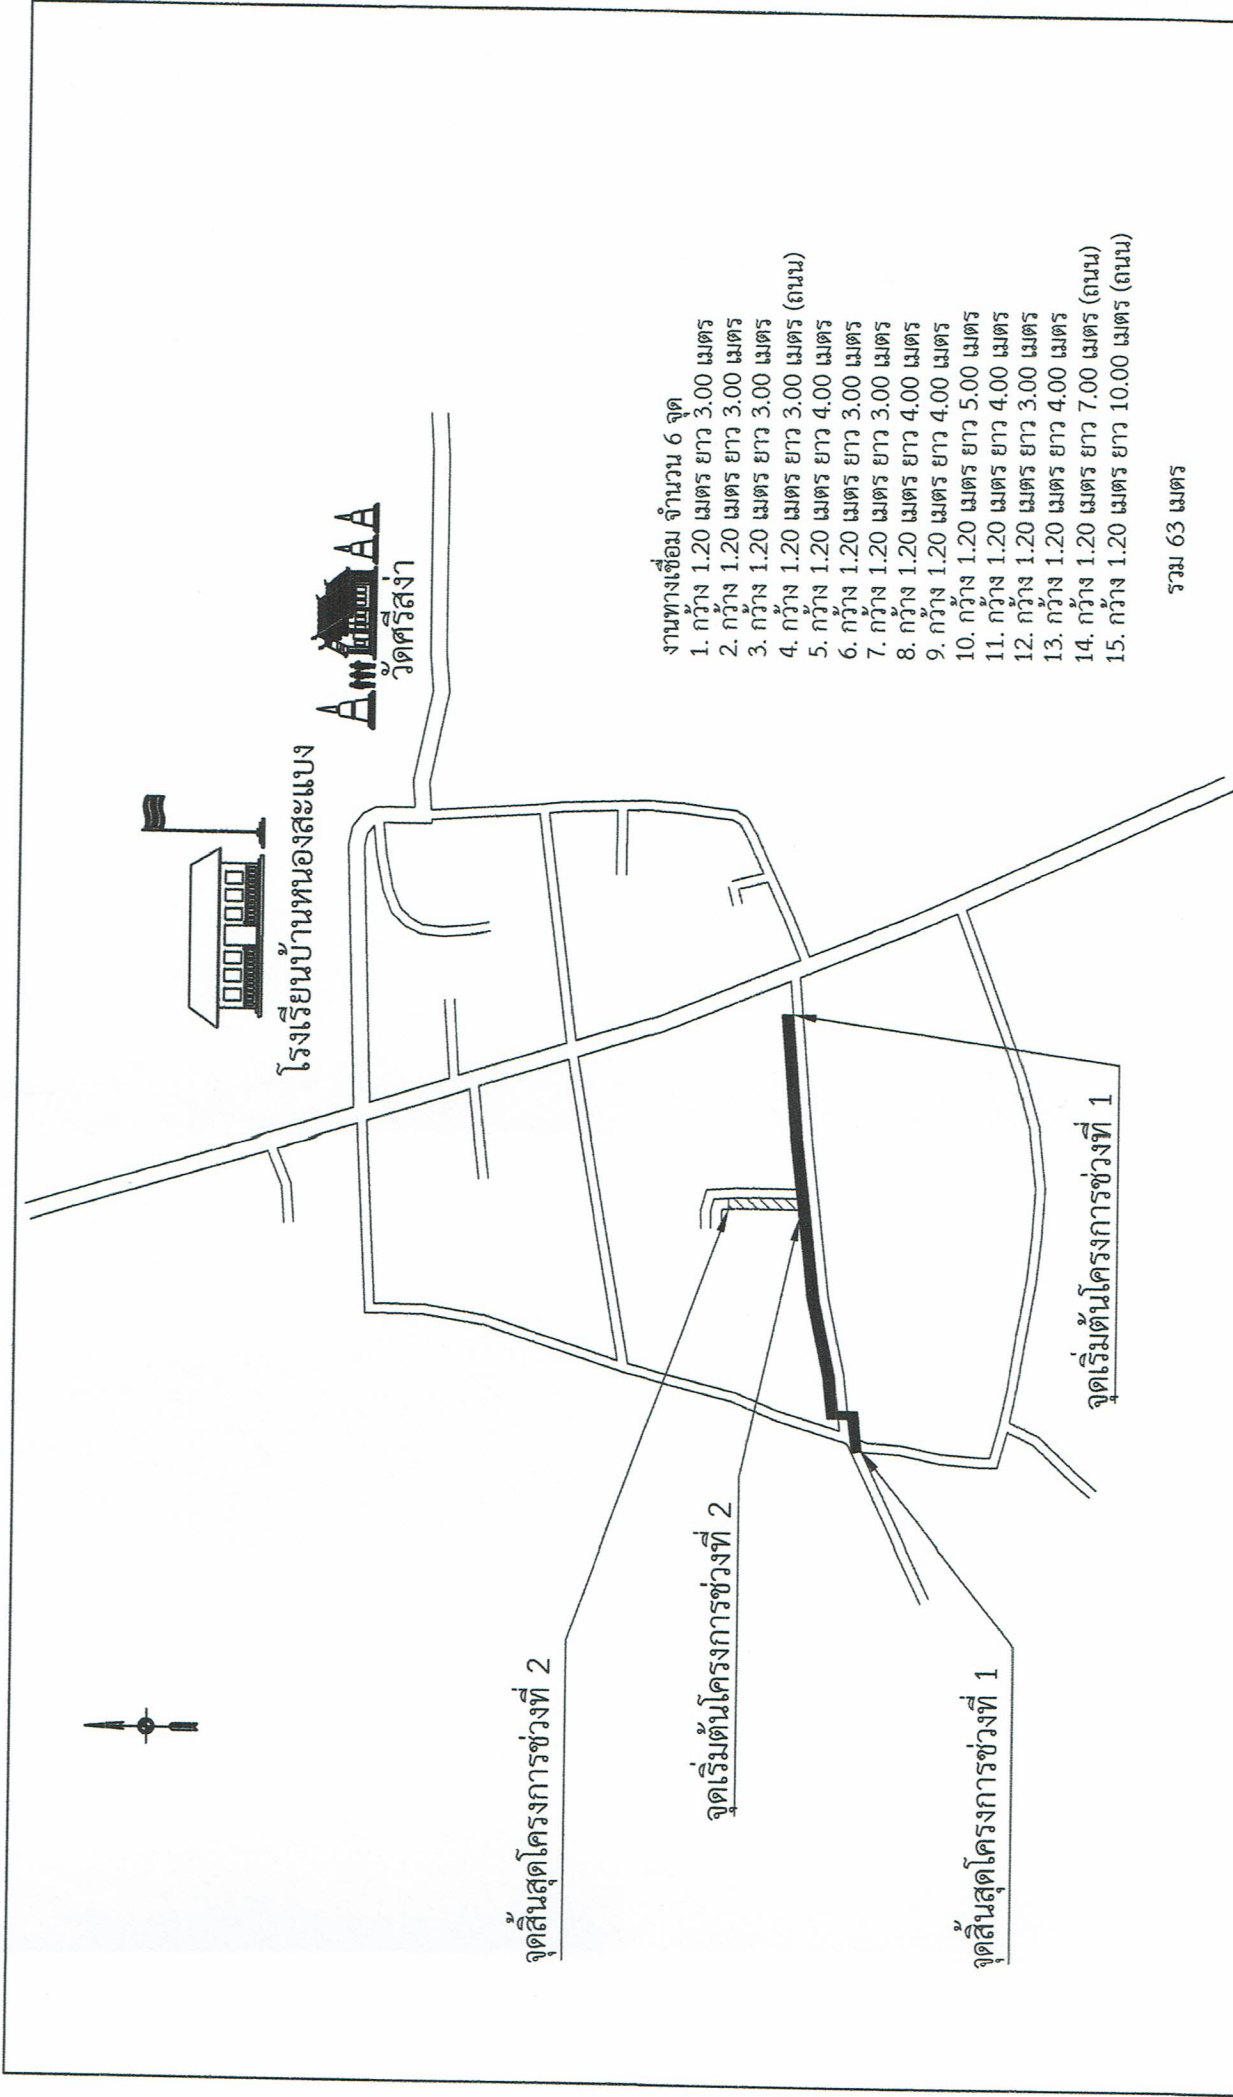 โรงเรียนบ้านหนองสะแบง
วัดศรีสง่า
จุดสิ้นสุดโครงการช่วงที่ 2
จุดเริ่มต้นโครงการช่วงที่ 2
จุดสิ้นสุดโครงการช่วงที่ 1
จุดเริ่มต้นโครงการช่วงที่ 1
งานทางเชื่อม จำนวน 6 จุด
1. กว้าง 1.20 เมตร ยาว 3.00 เมตร
2. กว้าง 1.20 เมตร ยาว 3.00 เมตร
3. กว้าง 1.20 เมตร ยาว 3.00 เมตร
4. กว้าง 1.20 เมตร ยาว 3.00 เมตร (ถนน)
5. กว้าง 1.20 เมตร ยาว 4.00 เมตร
6. กว้าง 1.20 เมตร ยาว 3.00 เมตร
7. กว้าง 1.20 เมตร ยาว 3.00 เมตร
8. กว้าง 1.20 เมตร ยาว 4.00 เมตร
9. กว้าง 1.20 เมตร ยาว 4.00 เมตร
10. กว้าง 1.20 เมตร ยาว 5.00 เมตร
11. กว้าง 1.20 เมตร ยาว 4.00 เมตร
12. กว้าง 1.20 เมตร ยาว 3.00 เมตร
13. กว้าง 1.20 เมตร ยาว 4.00 เมตร
14. กว้าง 1.20 เมตร ยาว 7.00 เมตร (ถนน)
15. กว้าง 1.20 เมตร ยาว 10.00 เมตร (ถนน)
รวม 63 เมตร